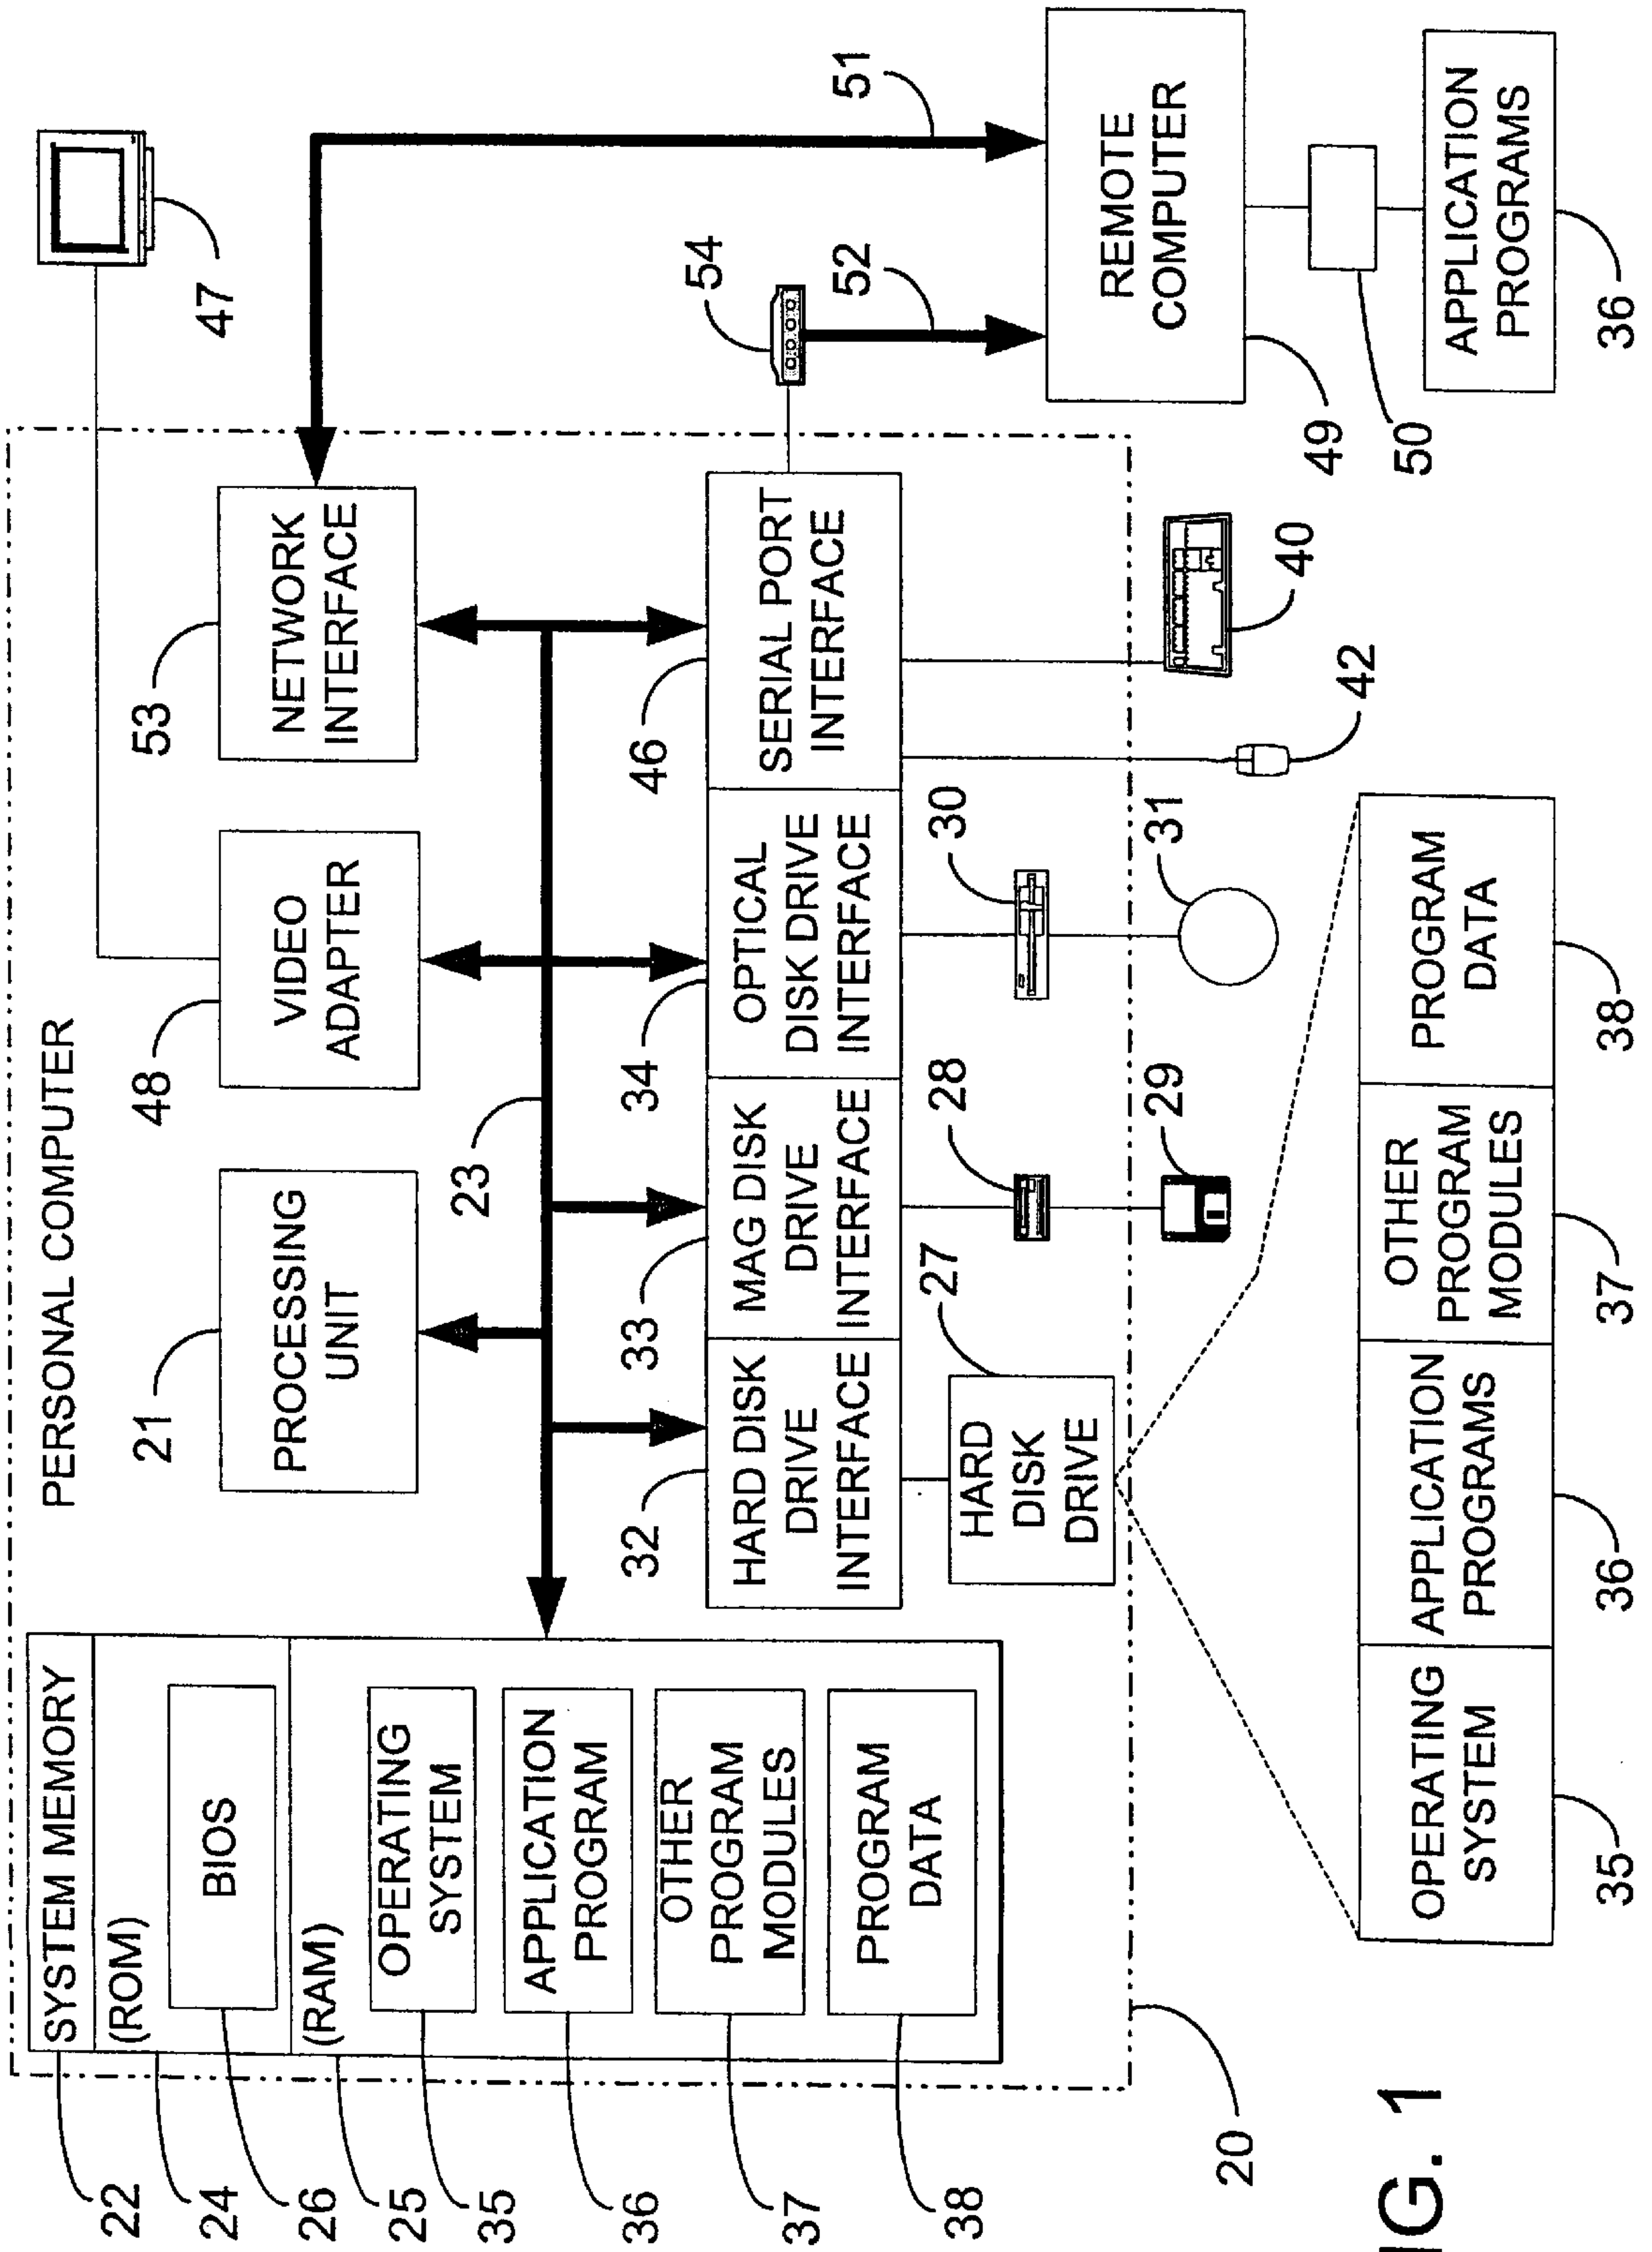 PERSONAL COMPUTER
22
SYSTEM MEMORY
24
(ROM)
26
BIOS
25
(RAM)
35
OPERATING
SYSTEM
36
APPLICATION
PROGRAM
37
OTHER
PROGRAM
MODULES
38
PROGRAM
DATA
21
PROCESSING
UNIT
48
VIDEO
ADAPTER
53
NETWORK
INTERFACE
47
23
32
HARD DISK
DRIVE
INTERFACE
33
MAG DISK
DRIVE
INTERFACE
34
OPTICAL
DISK DRIVE
INTERFACE
46
SERIAL PORT
INTERFACE
54
52
51
27
HARD
DISK
DRIVE
28
29
30
31
42
40
REMOTE
COMPUTER
49
50
APPLICATION
PROGRAMS
36
20
OPERATING
SYSTEM
35
APPLICATION
PROGRAMS
36
OTHER
PROGRAM
MODULES
37
PROGRAM
DATA
38
IG. 1